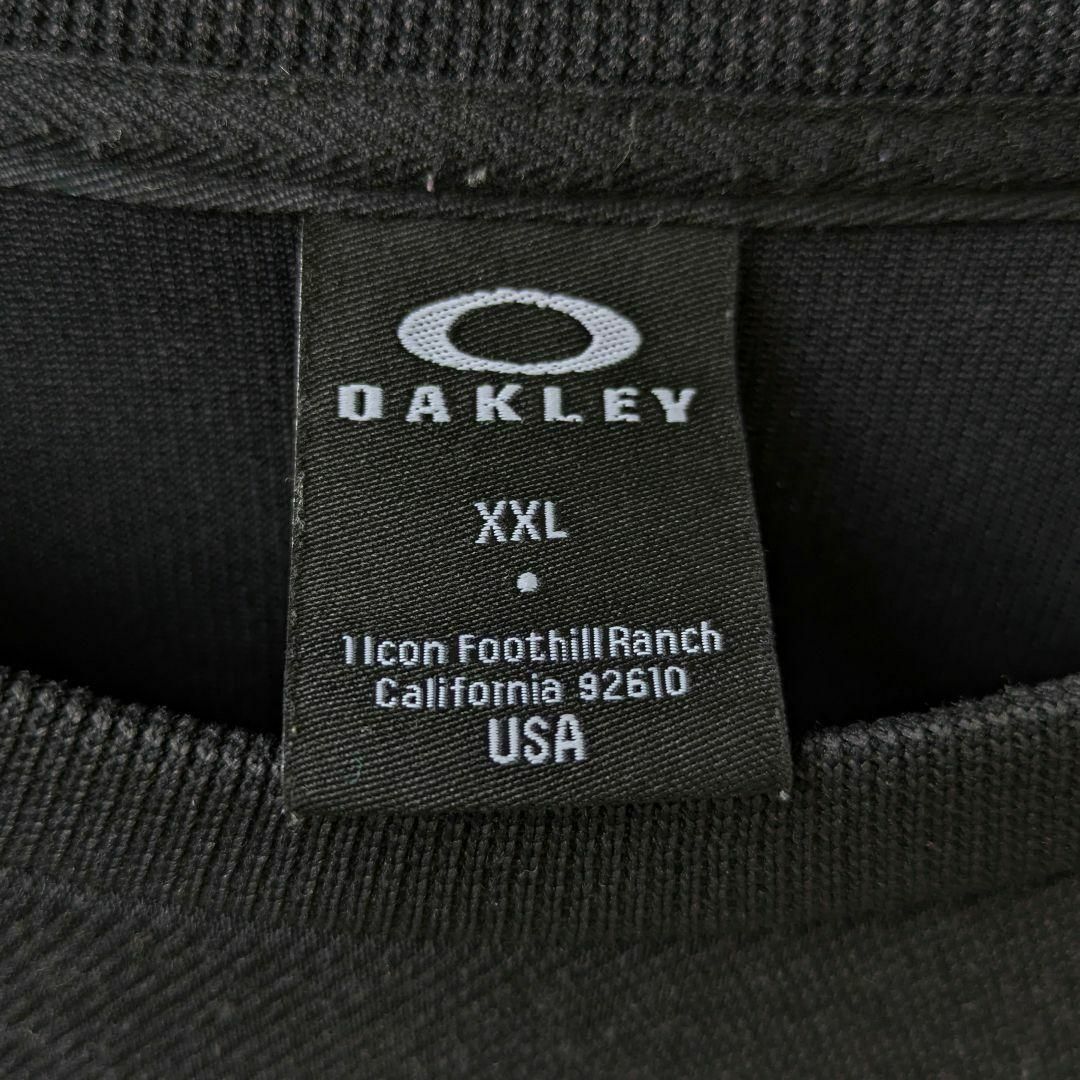 OAKLEY
XXL
•
1 Icon Foothill Ranch
California 92610
USA